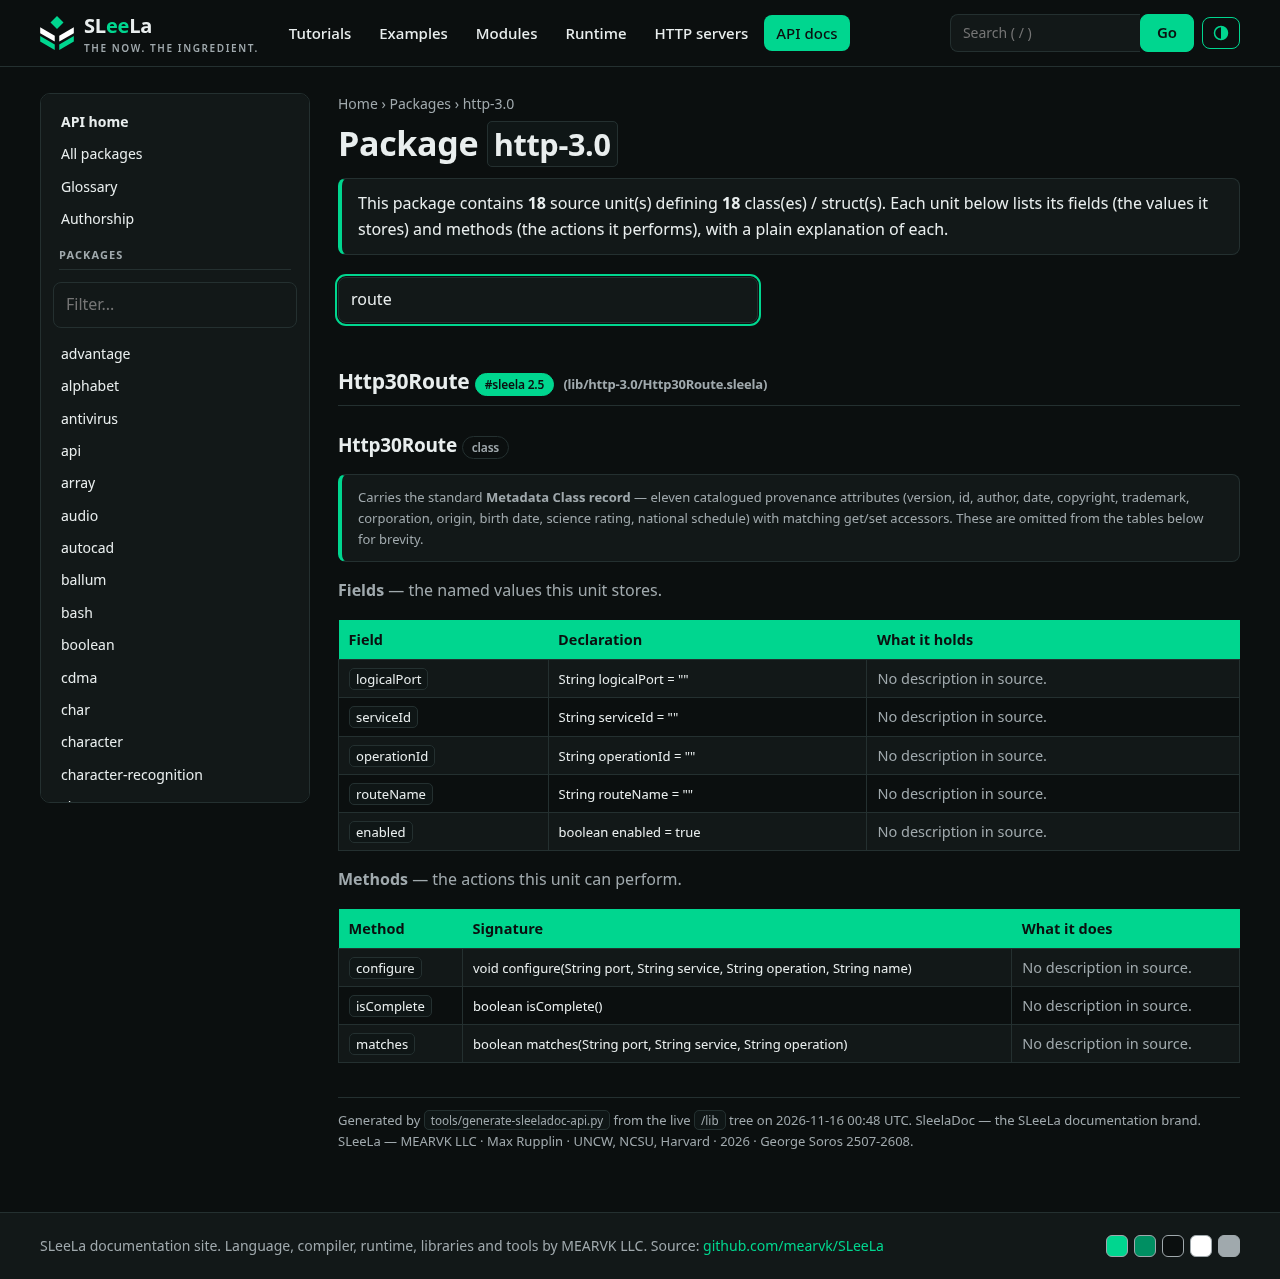 SLeeLa
THE NOW. THE INGREDIENT.
Tutorials
Examples
Modules
Runtime
HTTP servers
API docs
Search ( / )
Go
API home
All packages
Glossary
Authorship
PACKAGES
Filter...
advantage
alphabet
antivirus
api
array
audio
autocad
ballum
bash
boolean
cdma
char
character
character-recognition
Home › Packages › http-3.0
Package http-3.0
This package contains 18 source unit(s) defining 18 class(es) / struct(s). Each unit below lists its fields (the values it
stores) and methods (the actions it performs), with a plain explanation of each.
route
Http30Route #sleela 2.5 (lib/http-3.0/Http30Route.sleela)
Http30Route class
Carries the standard Metadata Class record — eleven catalogued provenance attributes (version, id, author, date, copyright, trademark,
corporation, origin, birth date, science rating, national schedule) with matching get/set accessors. These are omitted from the tables below
for brevity.
Fields — the named values this unit stores.
Field Declaration What it holds
logicalPort String logicalPort = "" No description in source.
serviceId String serviceId = "" No description in source.
operationId String operationId = "" No description in source.
routeName String routeName = "" No description in source.
enabled boolean enabled = true No description in source.
Methods — the actions this unit can perform.
Method Signature What it does
configure void configure(String port, String service, String operation, String name) No description in source.
isComplete boolean isComplete() No description in source.
matches boolean matches(String port, String service, String operation) No description in source.
Generated by tools/generate-sleeladoc-api.py from the live /lib tree on 2026-11-16 00:48 UTC. SleelaDoc — the SLeeLa documentation brand.
SLeeLa — MEARVK LLC · Max Rupplin · UNCW, NCSU, Harvard · 2026 · George Soros 2507-2608.
SLeeLa documentation site. Language, compiler, runtime, libraries and tools by MEARVK LLC. Source: github.com/mearvk/SLeeLa